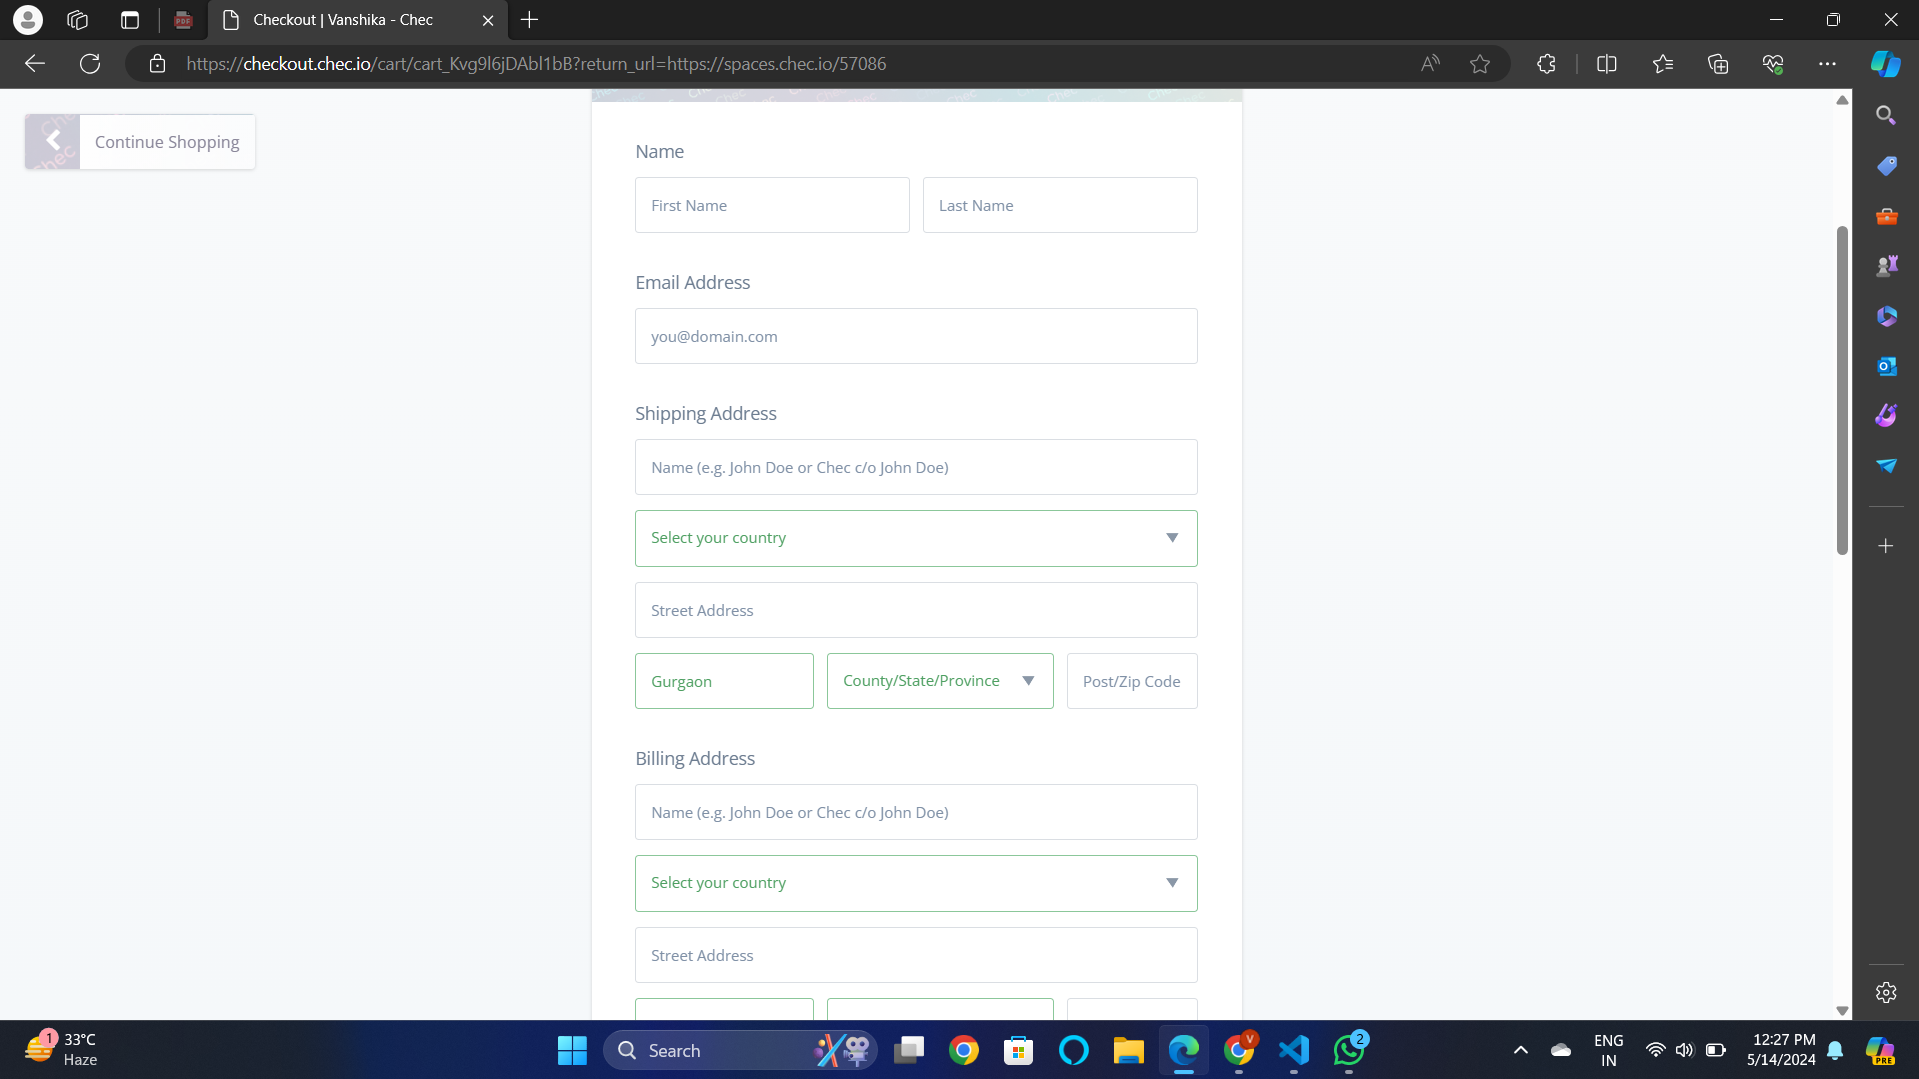 Checkout | Vanshika - Chec
https://checkout.chec.io/cart/cart_Kvg9l6jDAbl1bB?return_url=https://spaces.chec.io/57086
Continue Shopping
Name
First Name
Last Name
Email Address
you@domain.com
Shipping Address
Name (e.g. John Doe or Chec c/o John Doe)
Select your country
Street Address
Gurgaon
County/State/Province
Post/Zip Code
Billing Address
Name (e.g. John Doe or Chec c/o John Doe)
Select your country
Street Address
1
33°C
Haze
Search
V
2
ENG
IN
12:27 PM
5/14/2024
PRE